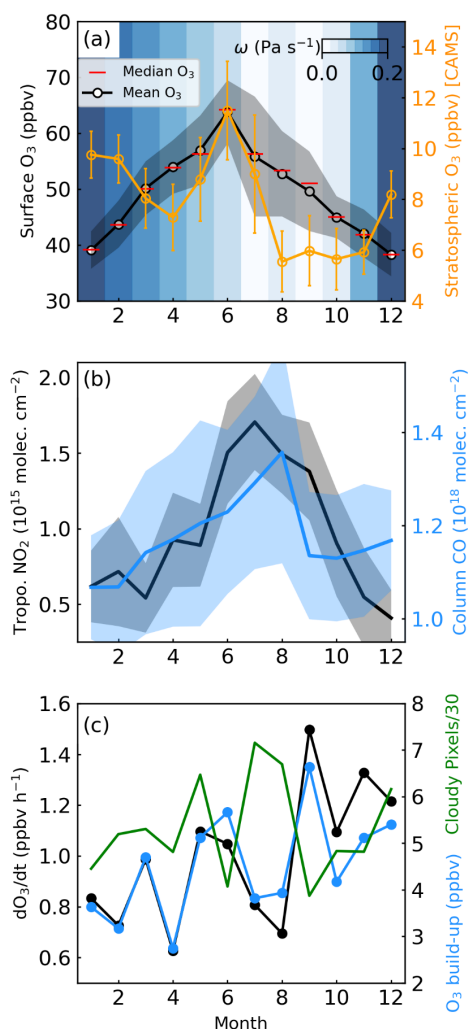 (a)
ω (Pa s⁻¹)
0.0 0.2
Median O₃
Mean O₃
Surface O₃ (ppbv)
80
70
60
50
40
30
Stratospheric O₃ (ppbv) [CAMS]
14
12
10
8
6
4
2 4 6 8 10 12
(b)
Tropo. NO₂ (10¹⁵ molec. cm⁻²)
2.0
1.5
1.0
0.5
Column CO (10¹⁸ molec. cm⁻²)
1.4
1.2
1.0
2 4 6 8 10 12
(c)
dO₃/dt (ppbv h⁻¹)
1.6
1.4
1.2
1.0
0.8
0.6
Cloudy Pixels/30
O₃ build-up (ppbv)
8
7
6
5
4
3
2
2 4 6 8 10 12
Month